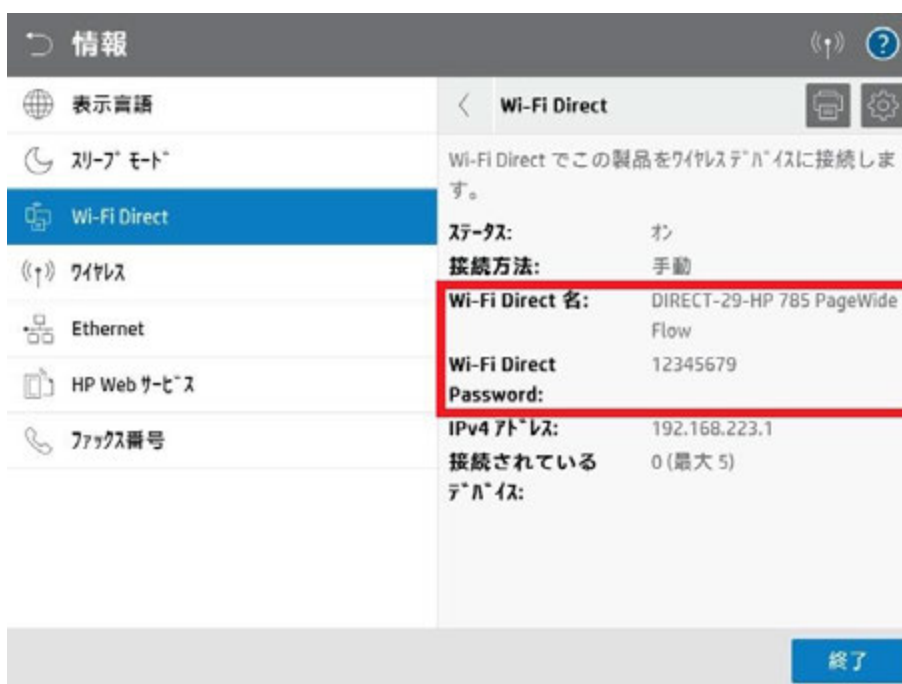 情報
表示言語
ｽﾘｰﾌﾟ ﾓｰﾄﾞ
Wi-Fi Direct
ﾜｲﾔﾚｽ
Ethernet
HP Web ｻｰﾋﾞｽ
ﾌｧｯｸｽ番号
Wi-Fi Direct
Wi-Fi Direct でこの製品をﾜｲﾔﾚｽ ﾃﾞﾊﾞｲｽに接続しま
す。
ｽﾃｰﾀｽ: ｵﾝ
接続方法: 手動
Wi-Fi Direct 名: DIRECT-29-HP 785 PageWide
Flow
Wi-Fi Direct 12345679
Password:
IPv4 ｱﾄﾞﾚｽ: 192.168.223.1
接続されている 0 (最大 5)
ﾃﾞﾊﾞｲｽ:
終了